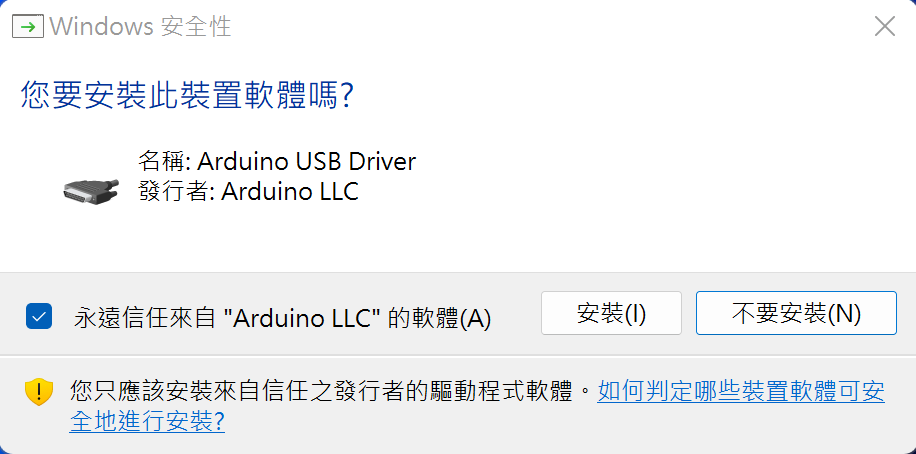 Windows 安全性
您要安裝此裝置軟體嗎?
名稱: Arduino USB Driver
發行者: Arduino LLC
永遠信任來自 "Arduino LLC" 的軟體(A)
安裝(I)
不要安裝(N)
您只應該安裝來自信任之發行者的驅動程式軟體。如何判定哪些裝置軟體可安
全地進行安裝?